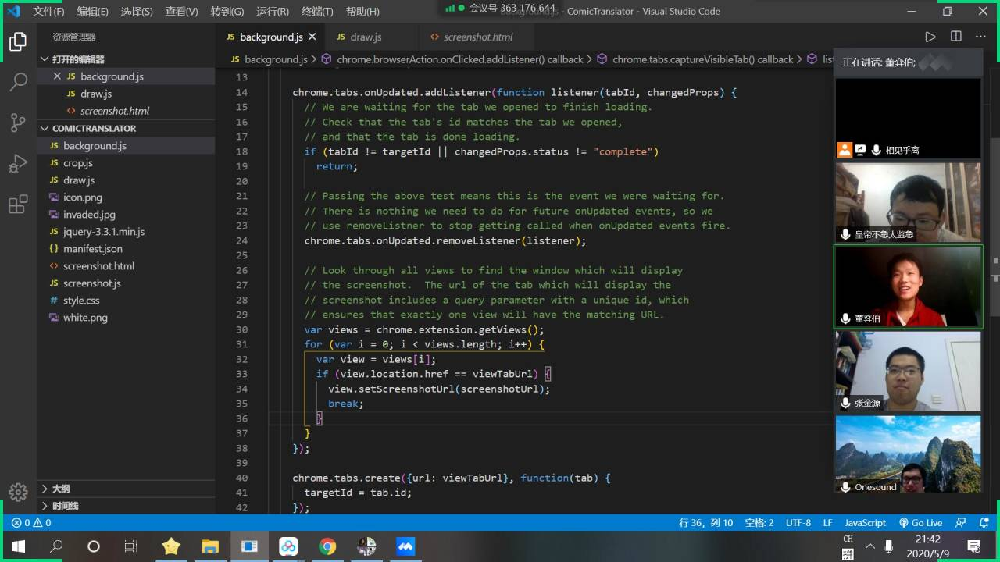 文件(F) 编辑(E) 选择(S) 查看(V) 转到(G) 运行(R) 终端(T) 帮助(H)
会议号 363 176 644
background.js - ComicTranslator - Visual Studio Code
资源管理器
JS background.js
JS draw.js
<> screenshot.html
打开的编辑器
JS background.js > chrome.browserAction.onClicked.addListener() callback > chrome.tabs.captureVisibleTab() callback >
JS background.js
JS draw.js
<> screenshot.html
COMICTRANSLATOR
JS background.js
JS crop.js
JS draw.js
icon.png
invaded.jpg
JS jquery-3.3.1.min.js
{} manifest.json
<> screenshot.html
JS screenshot.js
# style.css
white.png
大纲
时间线
13
14 chrome.tabs.onUpdated.addListener(function listener(tabId, changedProps) {
15 // We are waiting for the tab we opened to finish loading.
16 // Check that the tab's id matches the tab we opened,
17 // and that the tab is done loading.
18 if (tabId != targetId || changedProps.status != "complete")
19 return;
20
21 // Passing the above test means this is the event we were waiting for.
22 // There is nothing we need to do for future onUpdated events, so we
23 // use removeListner to stop getting called when onUpdated events fire.
24 chrome.tabs.onUpdated.removeListener(listener);
25
26 // Look through all views to find the window which will display
27 // the screenshot.  The url of the tab which will display the
28 // screenshot includes a query parameter with a unique id, which
29 // ensures that exactly one view will have the matching URL.
30 var views = chrome.extension.getViews();
31 for (var i = 0; i < views.length; i++) {
32 var view = views[i];
33 if (view.location.href == viewTabUrl) {
34 view.setScreenshotUrl(screenshotUrl);
35 break;
36 }
37 }
38 });
39
40 chrome.tabs.create({url: viewTabUrl}, function(tab) {
41 targetId = tab.id;
42 });
正在讲话: 董弈伯;
相见乎离
皇帝不急太监急
董弈伯
张金源
Onesound
0 0
行 36，列 10 空格: 2 UTF-8 LF JavaScript Go Live
CH
拼
21:42
2020/5/9